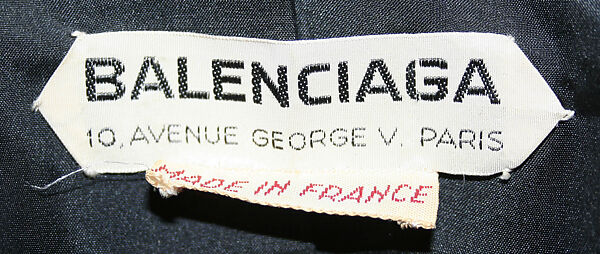 BALENCIAGA
10, AVENUE GEORGE V. PARIS
MADE IN FRANCE